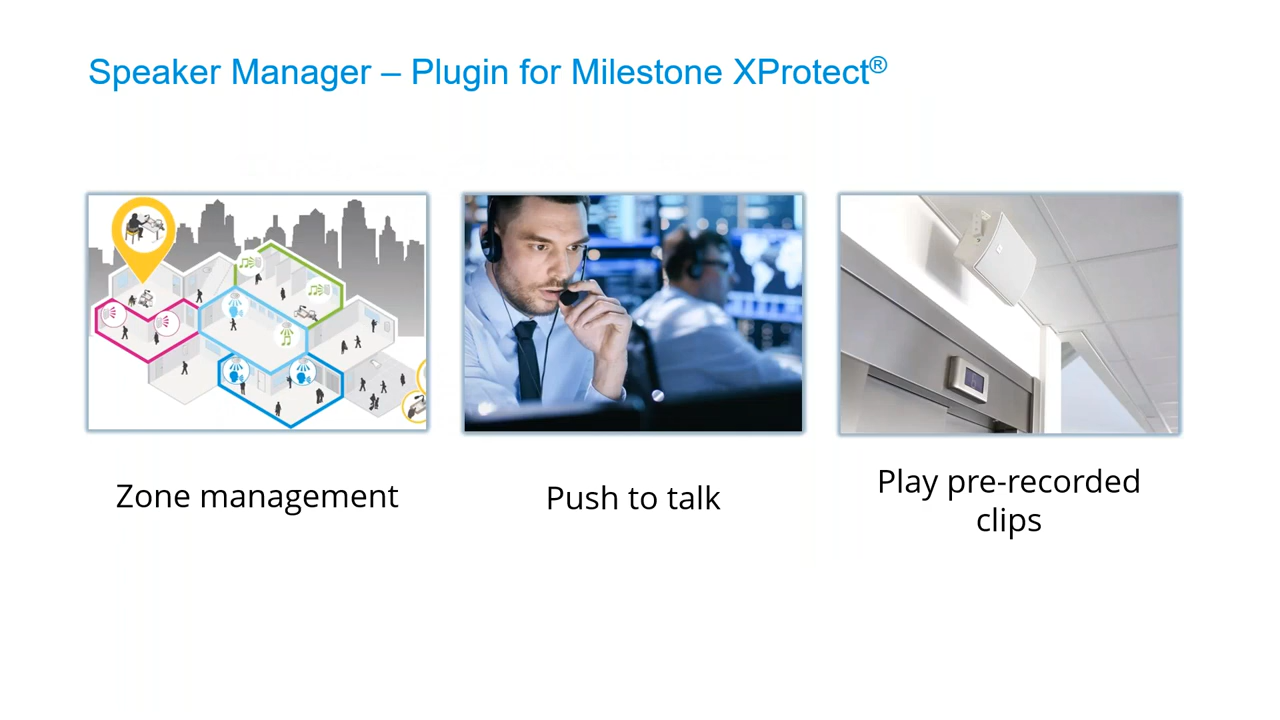 Speaker Manager – Plugin for Milestone XProtect®
Zone management
Push to talk
Play pre-recorded
clips